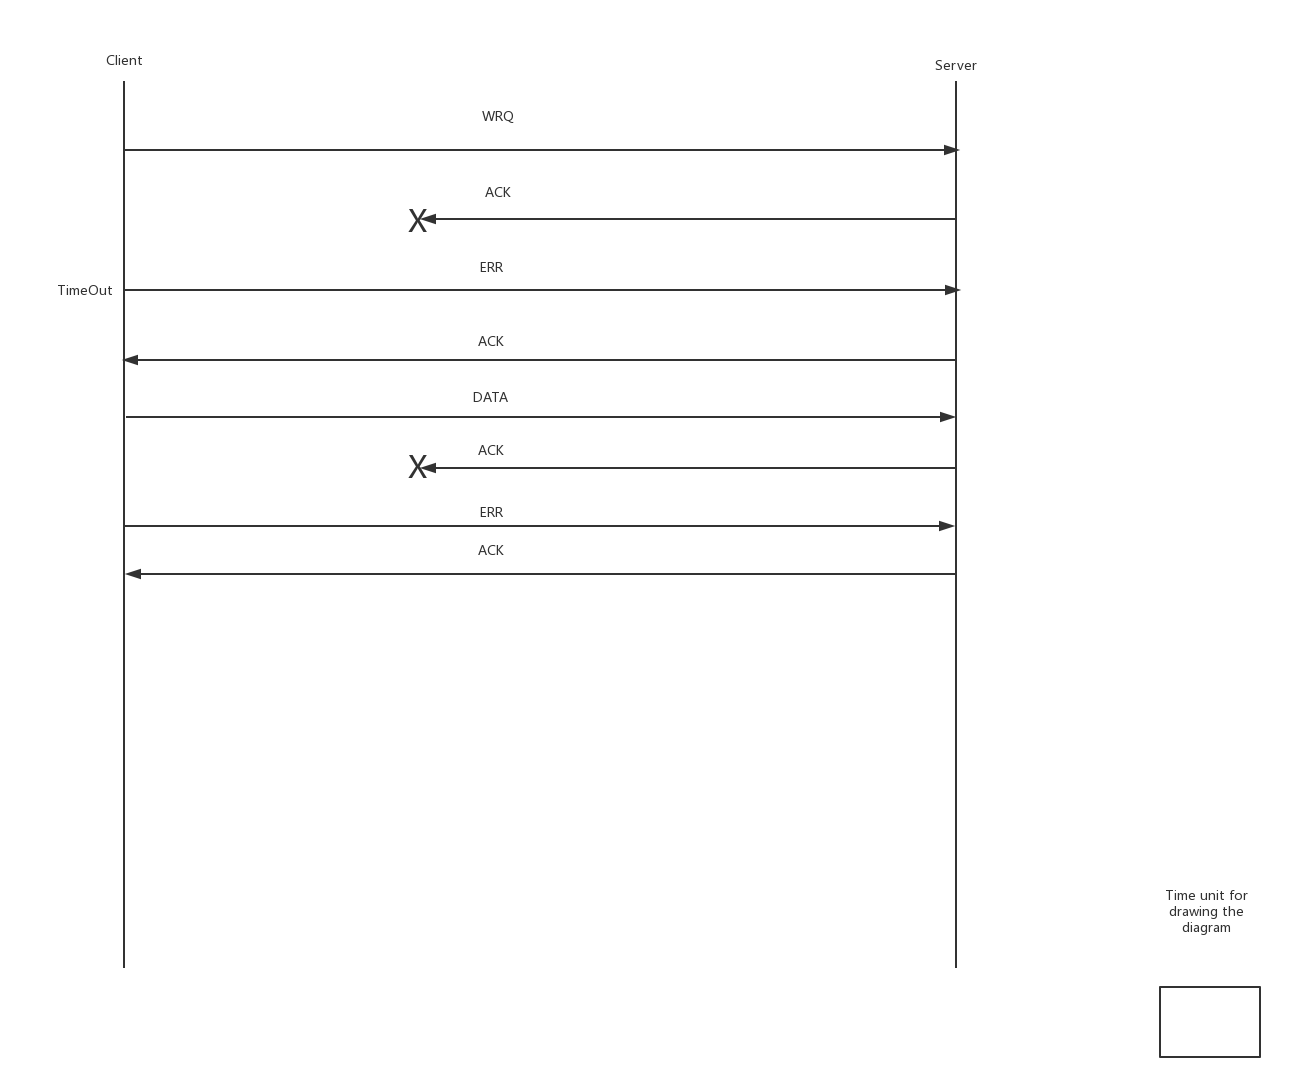 Client
Server
WRQ
ACK
X
ERR
TimeOut
ACK
DATA
ACK
X
ERR
ACK
Time unit for
drawing the
diagram